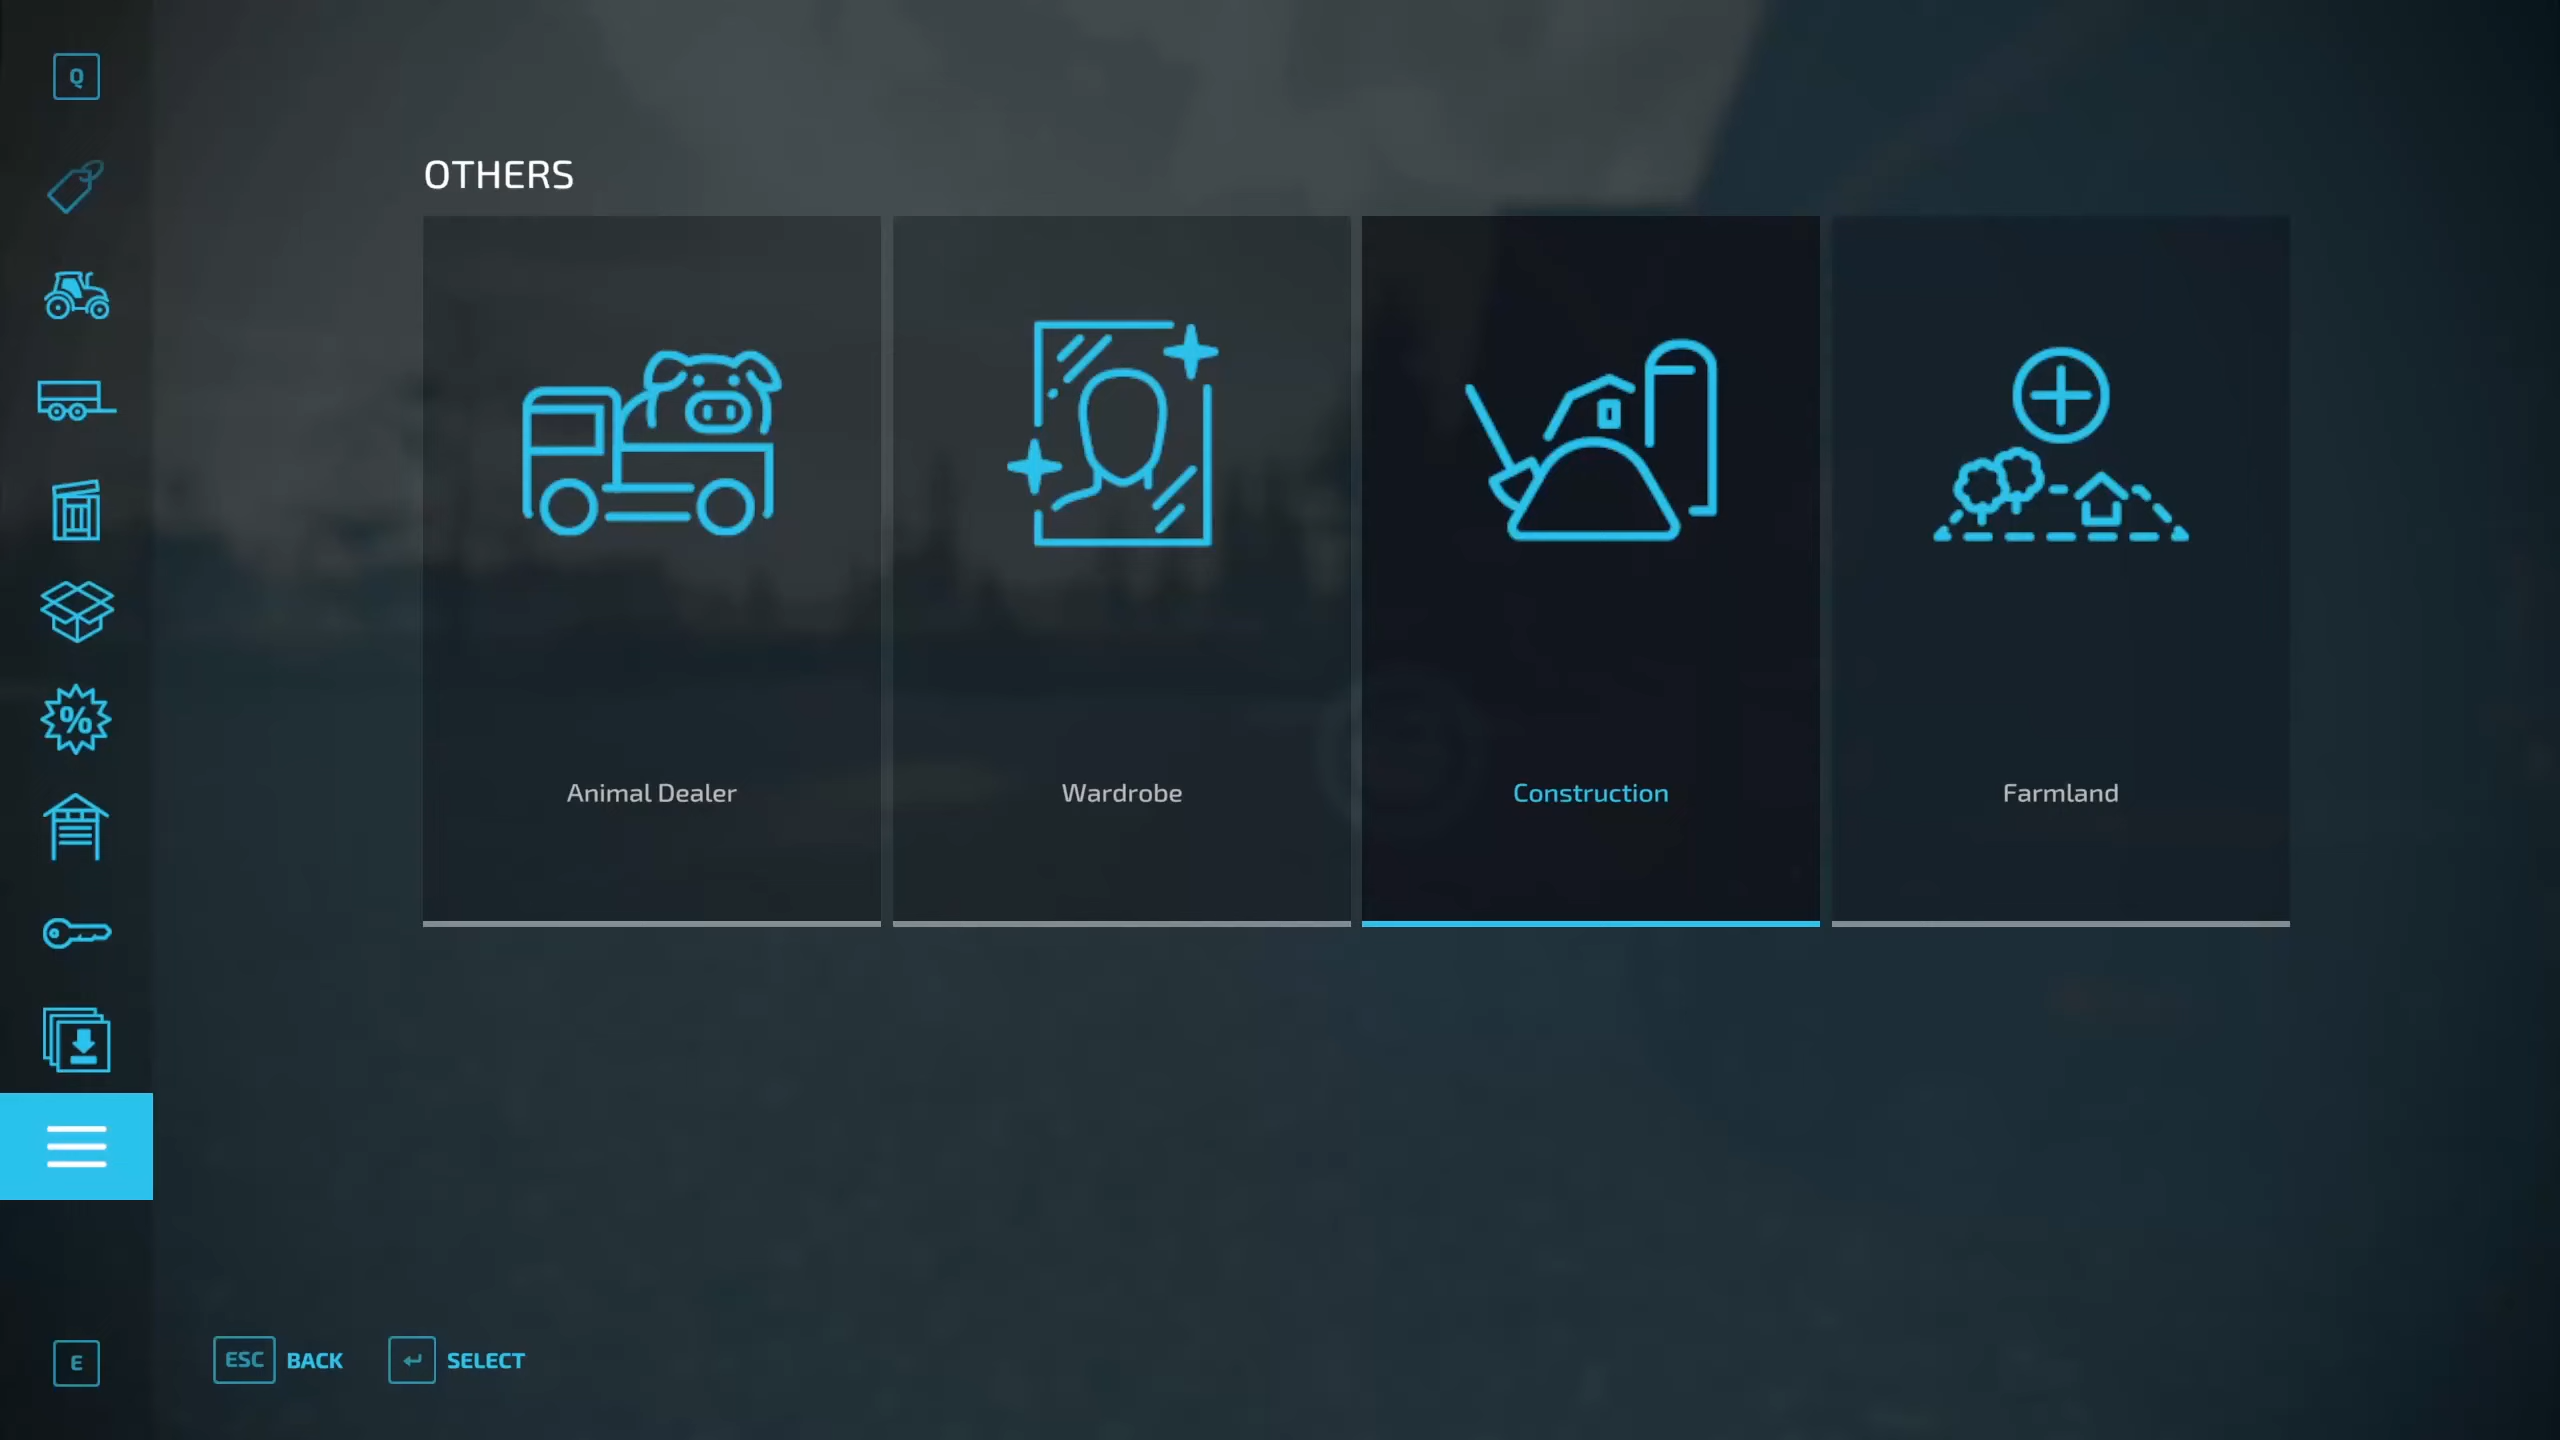 Q
OTHERS
%
Animal Dealer
Wardrobe
Construction
Farmland
E
ESC BACK
SELECT